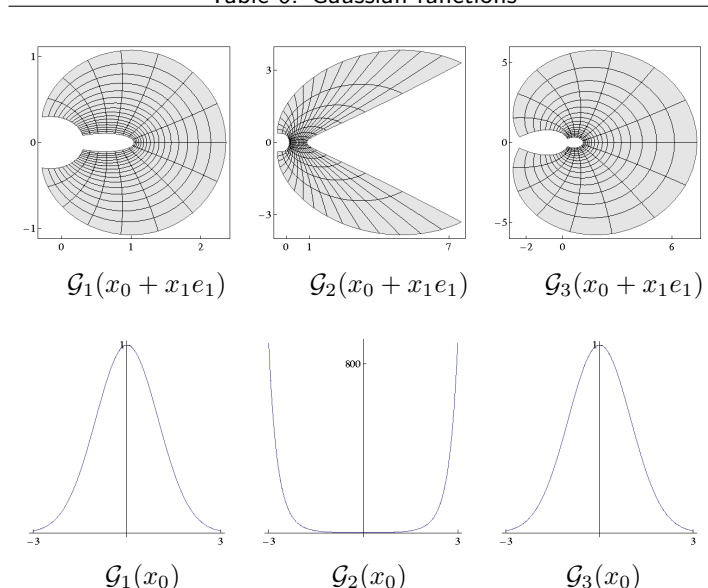 Table 6: Gaussian functions
1
0
−1
0 1 2
3
0
−3
0 1 7
5
0
−5
−2 0 6
𝒢₁(x₀ + x₁e₁) 𝒢₂(x₀ + x₁e₁) 𝒢₃(x₀ + x₁e₁)
1
−3 3
800
−3 3
1
−3 3
𝒢₁(x₀) 𝒢₂(x₀) 𝒢₃(x₀)